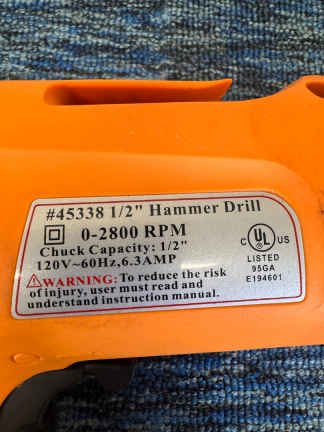 #45338 1/2" Hammer Drill
0-2800 RPM
Chuck Capacity: 1/2"
120V~60Hz,6.3AMP
⚠WARNING: To reduce the risk
of injury, user must read and
understand instruction manual.
C UL US
LISTED
95GA
E194601